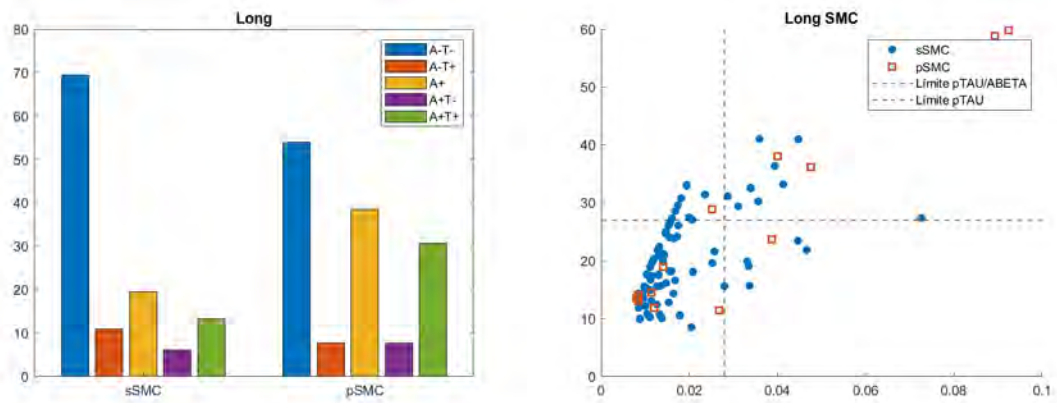 Long
80
70
60
50
40
30
20
10
0
sSMC
pSMC
A-T-
A-T+
A+
A+T-
A+T+
Long SMC
60
50
40
30
20
10
0
0
0.02
0.04
0.06
0.08
0.1
sSMC
pSMC
Límite pTAU/ABETA
Límite pTAU